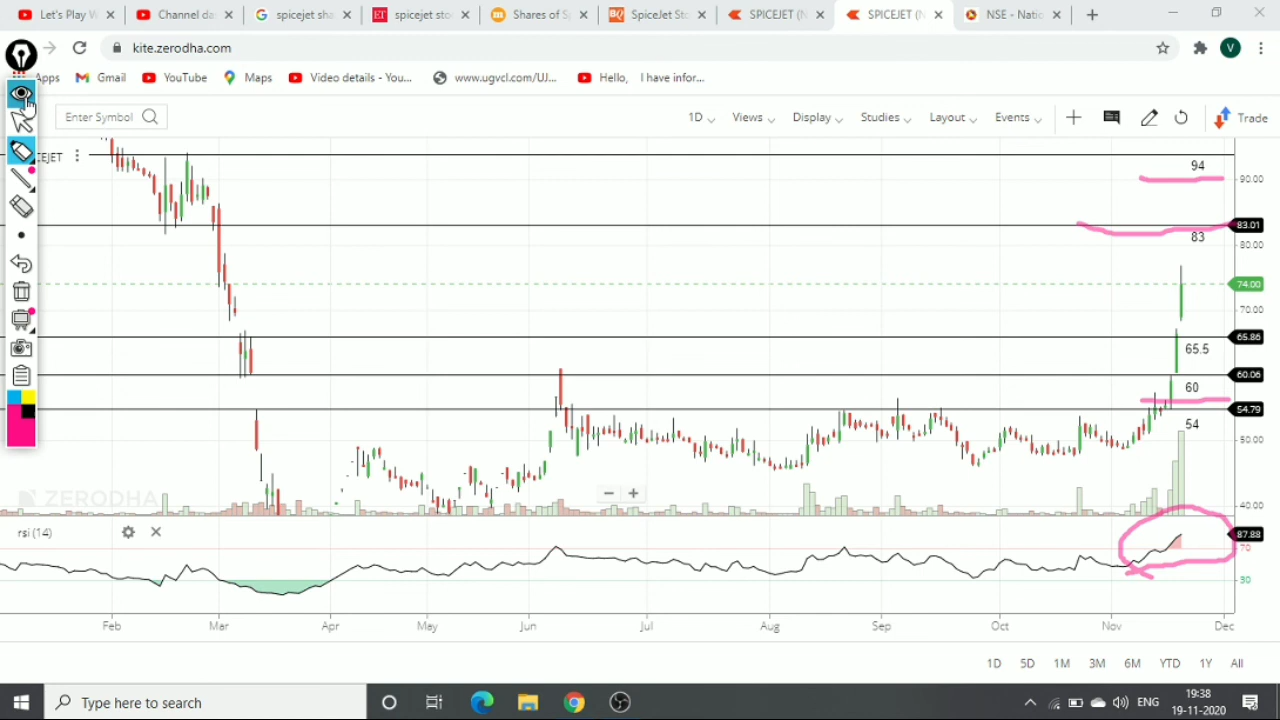 Let's Play W
Channel da
spicejet sha
spicejet stoc
Shares of S
SpiceJet Sto
SPICEJET (N
SPICEJET (N
NSE - Natio
kite.zerodha.com
V
Apps
Gmail
YouTube
Maps
Video details - You...
www.ugvcl.com/UJ...
Hello, I have infor...
Enter Symbol
1D
Views
Display
Studies
Layout
Events
Trade
EJET
94
90.00
83.01
83
80.00
74.00
70.00
65.86
65.5
60.06
60
54.79
54
50.00
ZERODHA
40.00
rsi (14)
87.88
70
30
Feb
Mar
Apr
May
Jun
Jul
Aug
Sep
Oct
Nov
Dec
1D
5D
1M
3M
6M
YTD
1Y
All
Type here to search
ENG
19:38
19-11-2020